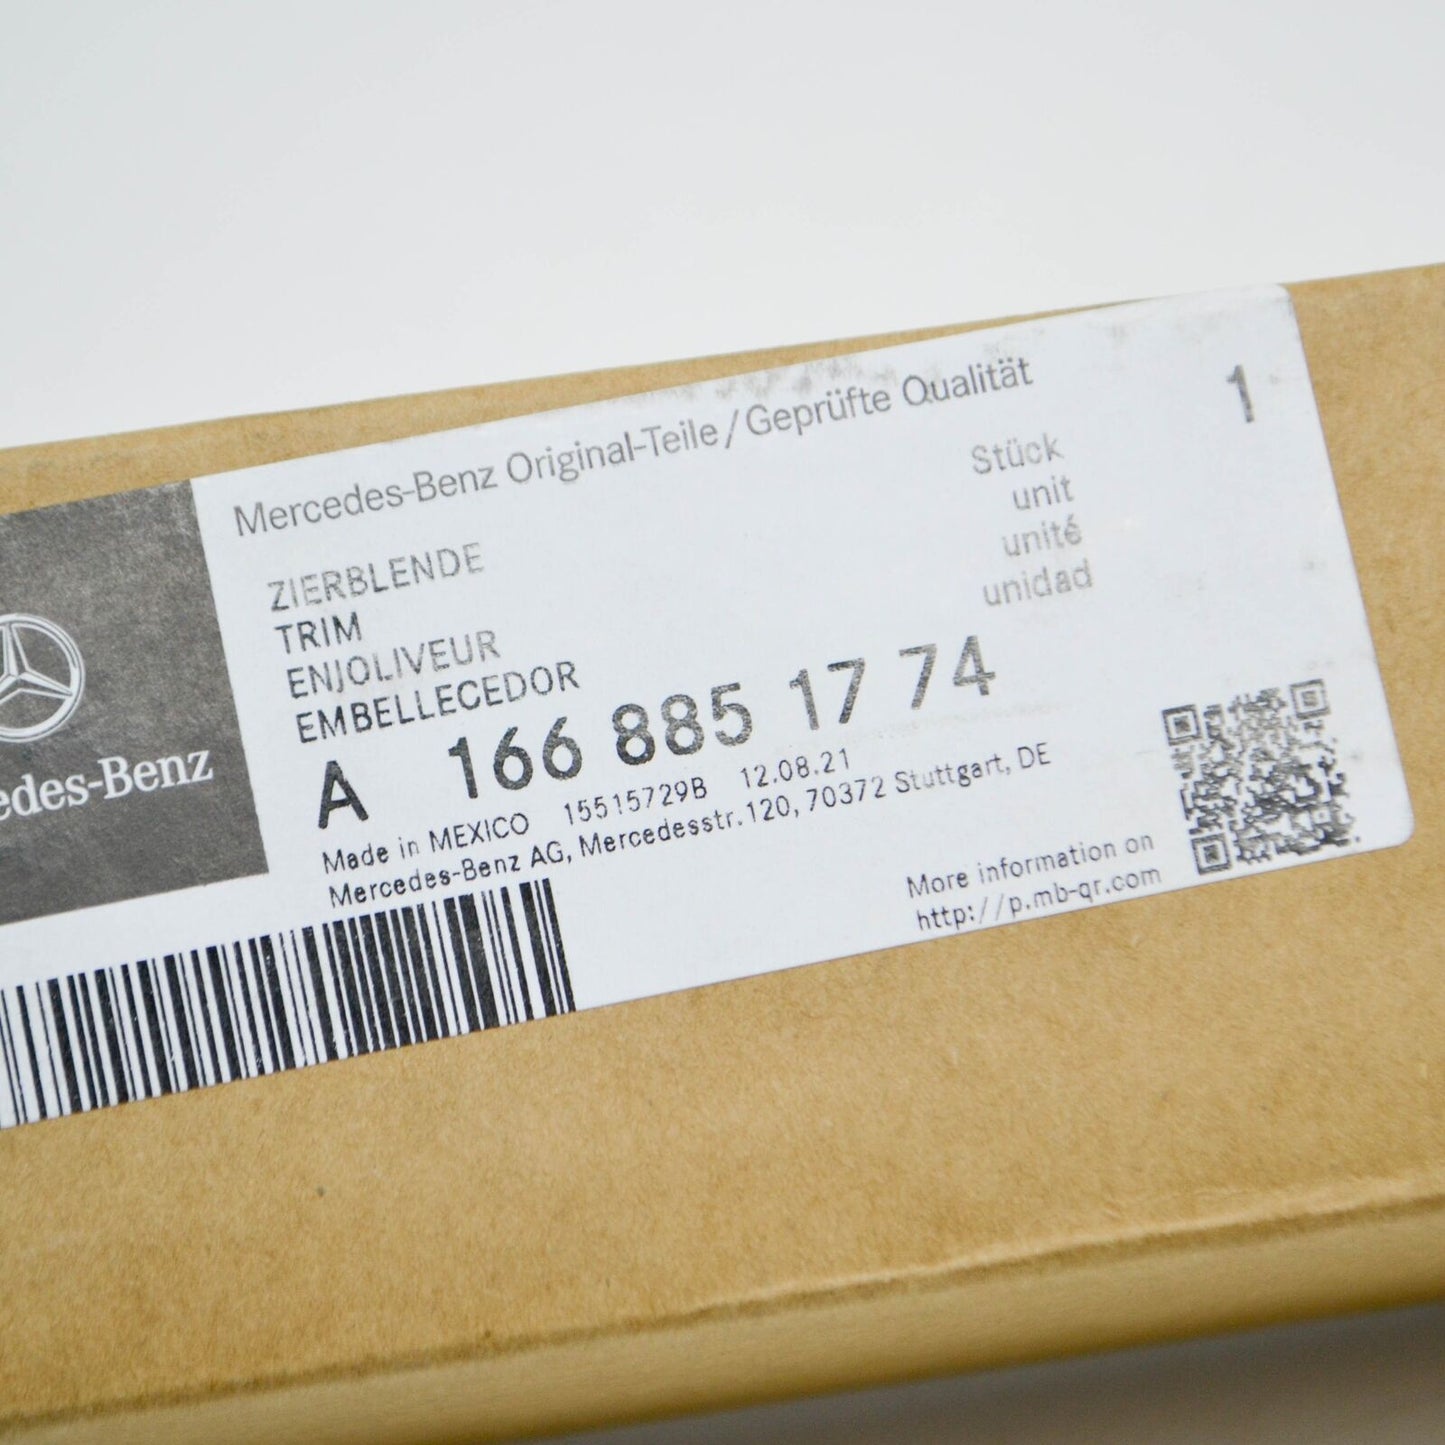 Mercedes-Benz Original-Teile/Geprüfte Qualität
1
Stück
unit
unité
unidad
ZIERBLENDE
TRIM
ENJOLIVEUR
EMBELLECEDOR
A 166 885 17 74
Made in MEXICO 15515729B 12.08.21
Mercedes-Benz AG, Mercedesstr.120, 70372 Stuttgart, DE
More information on
http://p.mb-qr.com
edes-Benz